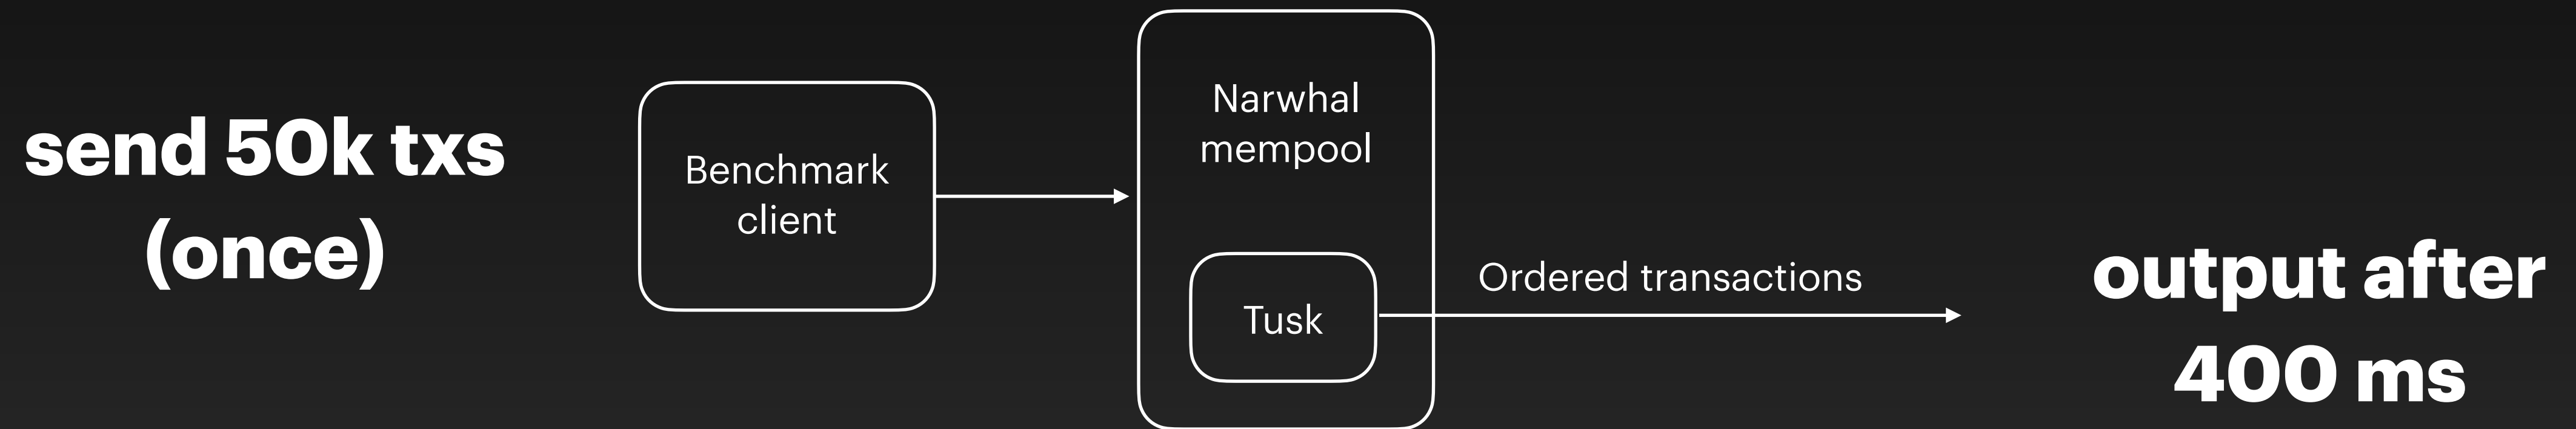 send 50k txs
(once)
Benchmark
client
Narwhal
mempool
Tusk
Ordered transactions
output after
400 ms